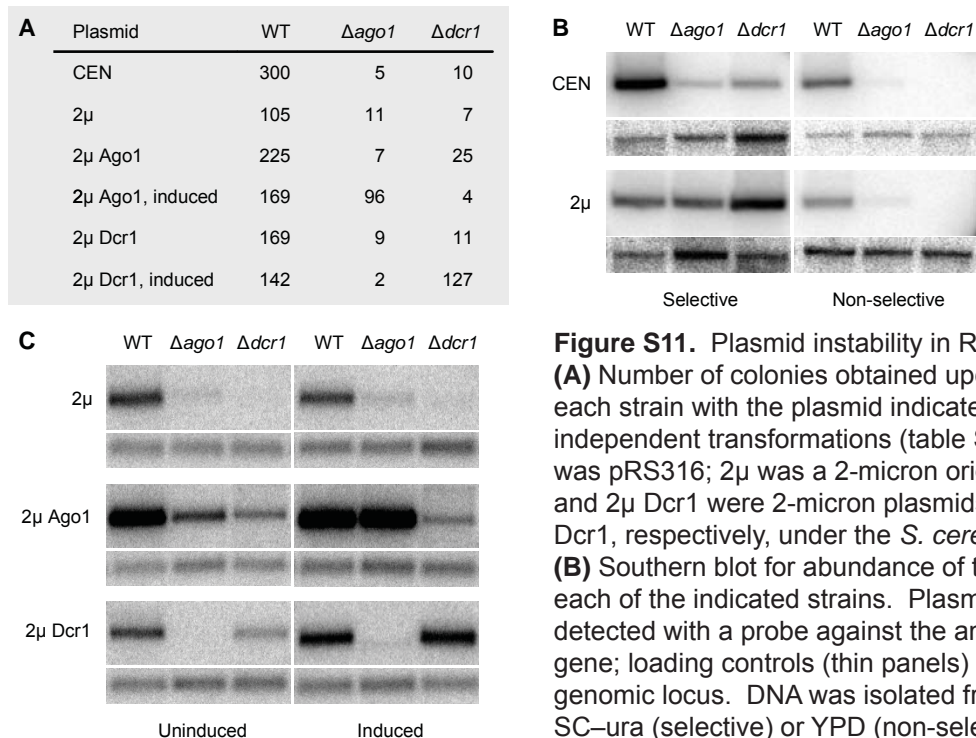 A
Plasmid WT Δago1 Δdcr1
CEN 300 5 10
2µ 105 11 7
2µ Ago1 225 7 25
2µ Ago1, induced 169 96 4
2µ Dcr1 169 9 11
2µ Dcr1, induced 142 2 127
B
WT Δago1 Δdcr1 WT Δago1 Δdcr1
CEN
2µ
Selective Non-selective
C
WT Δago1 Δdcr1 WT Δago1 Δdcr1
2µ
2µ Ago1
2µ Dcr1
Uninduced Induced
Figure S11. Plasmid instability in R
(A) Number of colonies obtained upo
each strain with the plasmid indicate
independent transformations (table S
was pRS316; 2µ was a 2-micron orig
and 2µ Dcr1 were 2-micron plasmids
Dcr1, respectively, under the S. cere
(B) Southern blot for abundance of t
each of the indicated strains. Plasm
detected with a probe against the am
gene; loading controls (thin panels)
genomic locus. DNA was isolated fr
SC–ura (selective) or YPD (non-sele